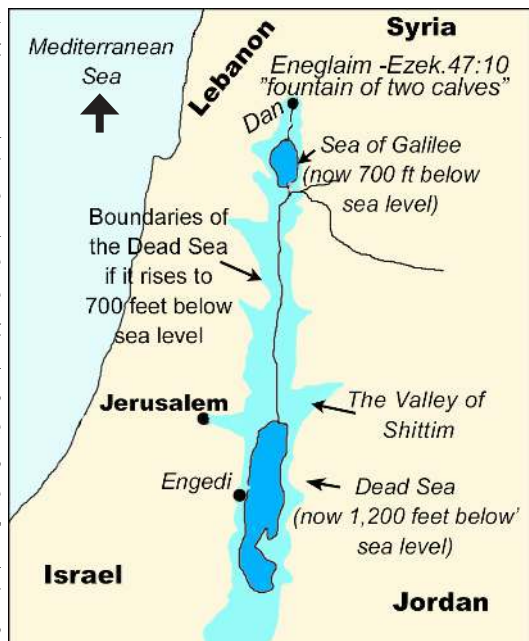 Mediterranean
Sea
Lebanon
Syria
Eneglaim -Ezek.47:10
"fountain of two calves"
Dan
Sea of Galilee
(now 700 ft below
sea level)
Boundaries of
the Dead Sea
if it rises to
700 feet below
sea level
Jerusalem
The Valley of
Shittim
Engedi
Dead Sea
(now 1,200 feet below'
sea level)
Israel
Jordan